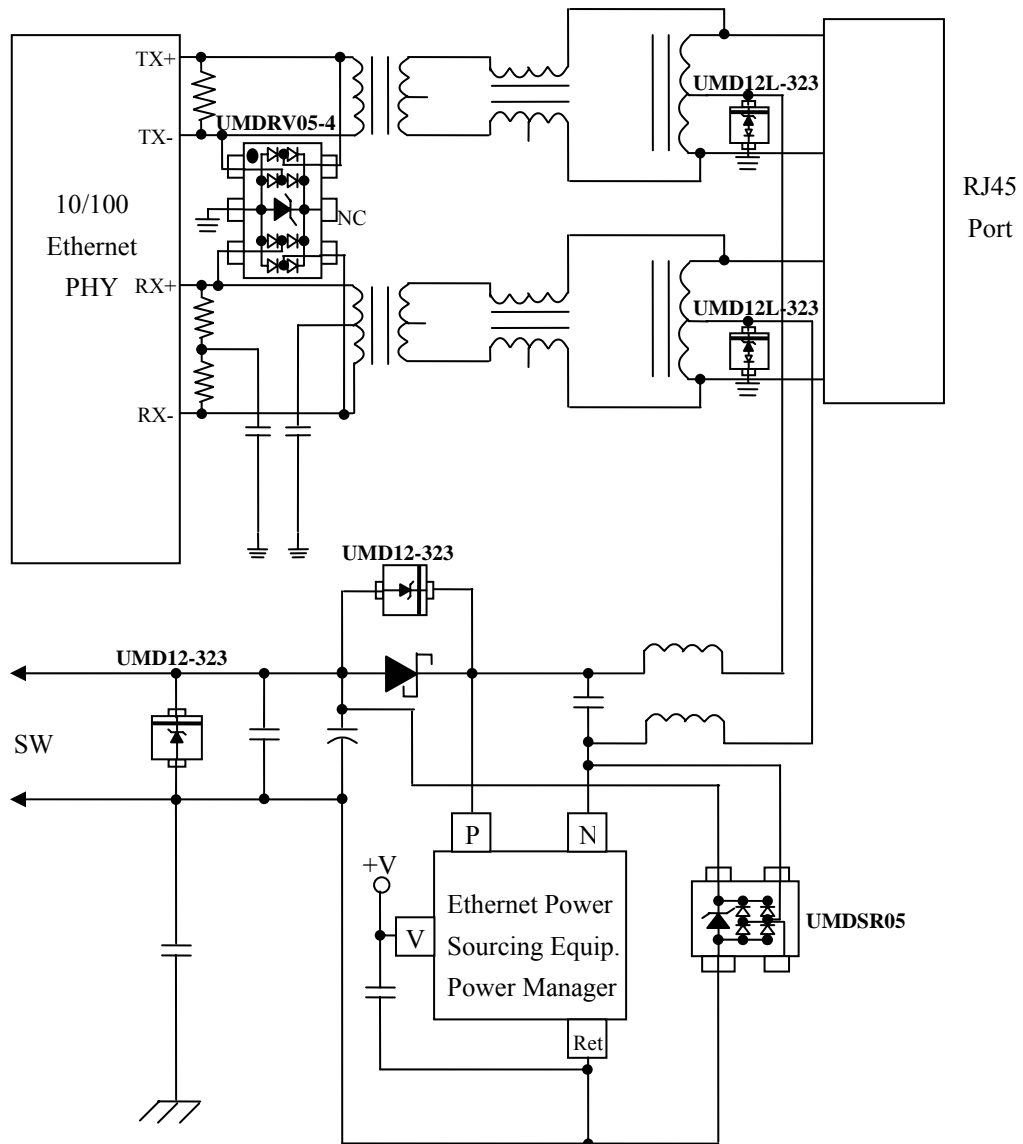 TX+
UMD12L-323
UMDRV05-4
TX-
10/100
Ethernet
PHY
NC
RJ45
Port
RX+
UMD12L-323
RX-
UMD12-323
UMD12-323
SW
P
N
+V
V
Ethernet Power
Sourcing Equip.
Power Manager
UMDSR05
Ret